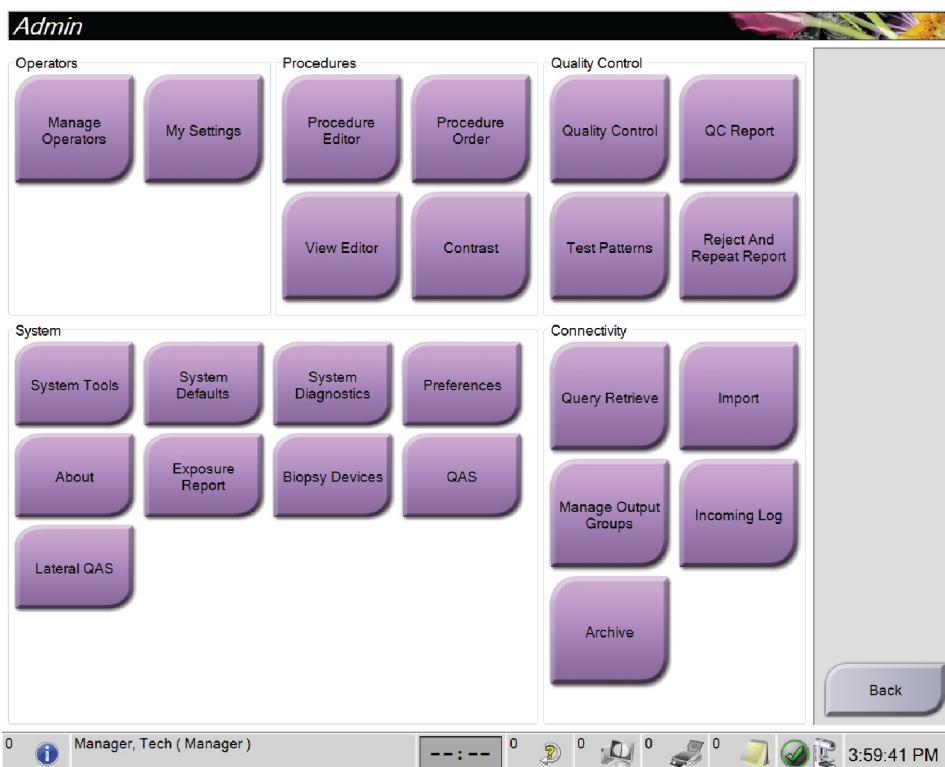 Admin
Operators
Manage
Operators
My Settings
Procedures
Procedure
Editor
Procedure
Order
View Editor
Contrast
Quality Control
Quality Control
QC Report
Test Patterns
Reject And
Repeat Report
System
System Tools
System
Defaults
System
Diagnostics
Preferences
About
Exposure
Report
Biopsy Devices
QAS
Lateral QAS
Connectivity
Query Retrieve
Import
Manage Output
Groups
Incoming Log
Archive
Back
0
Manager, Tech ( Manager )
--:--
0
0
0
0
3:59:41 PM